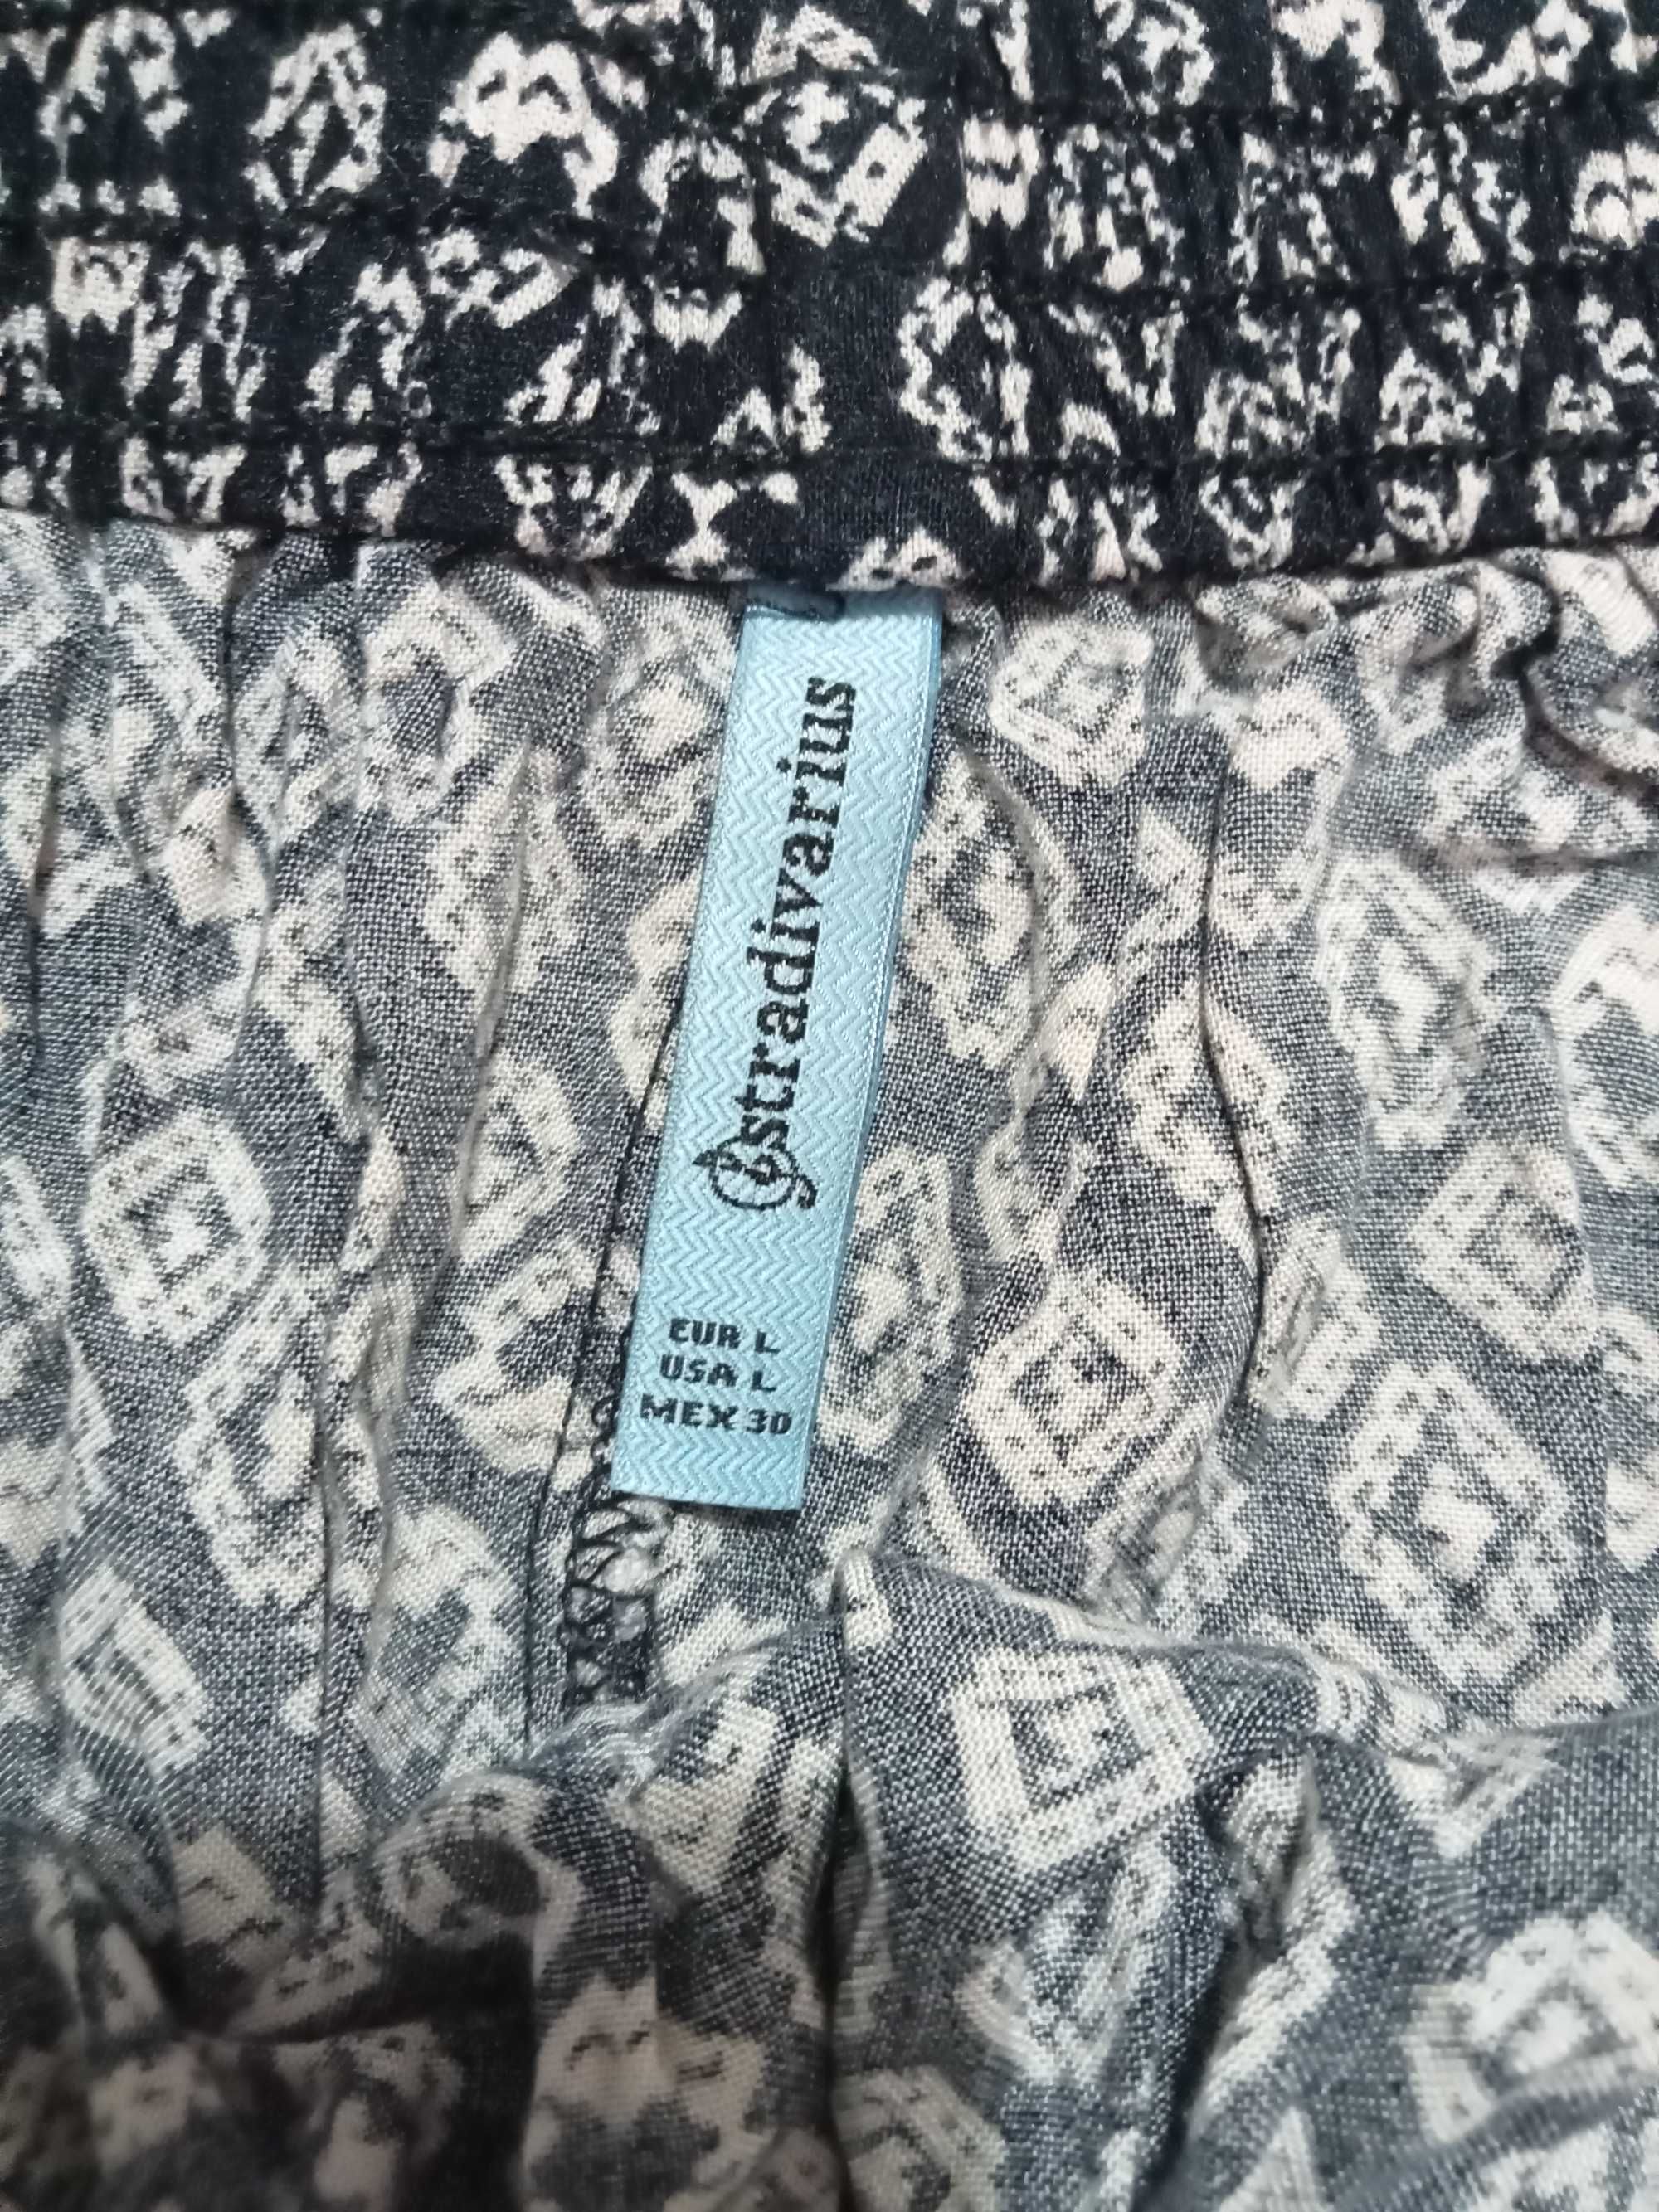 stradivarius
EUR L
USA L
MEX 30